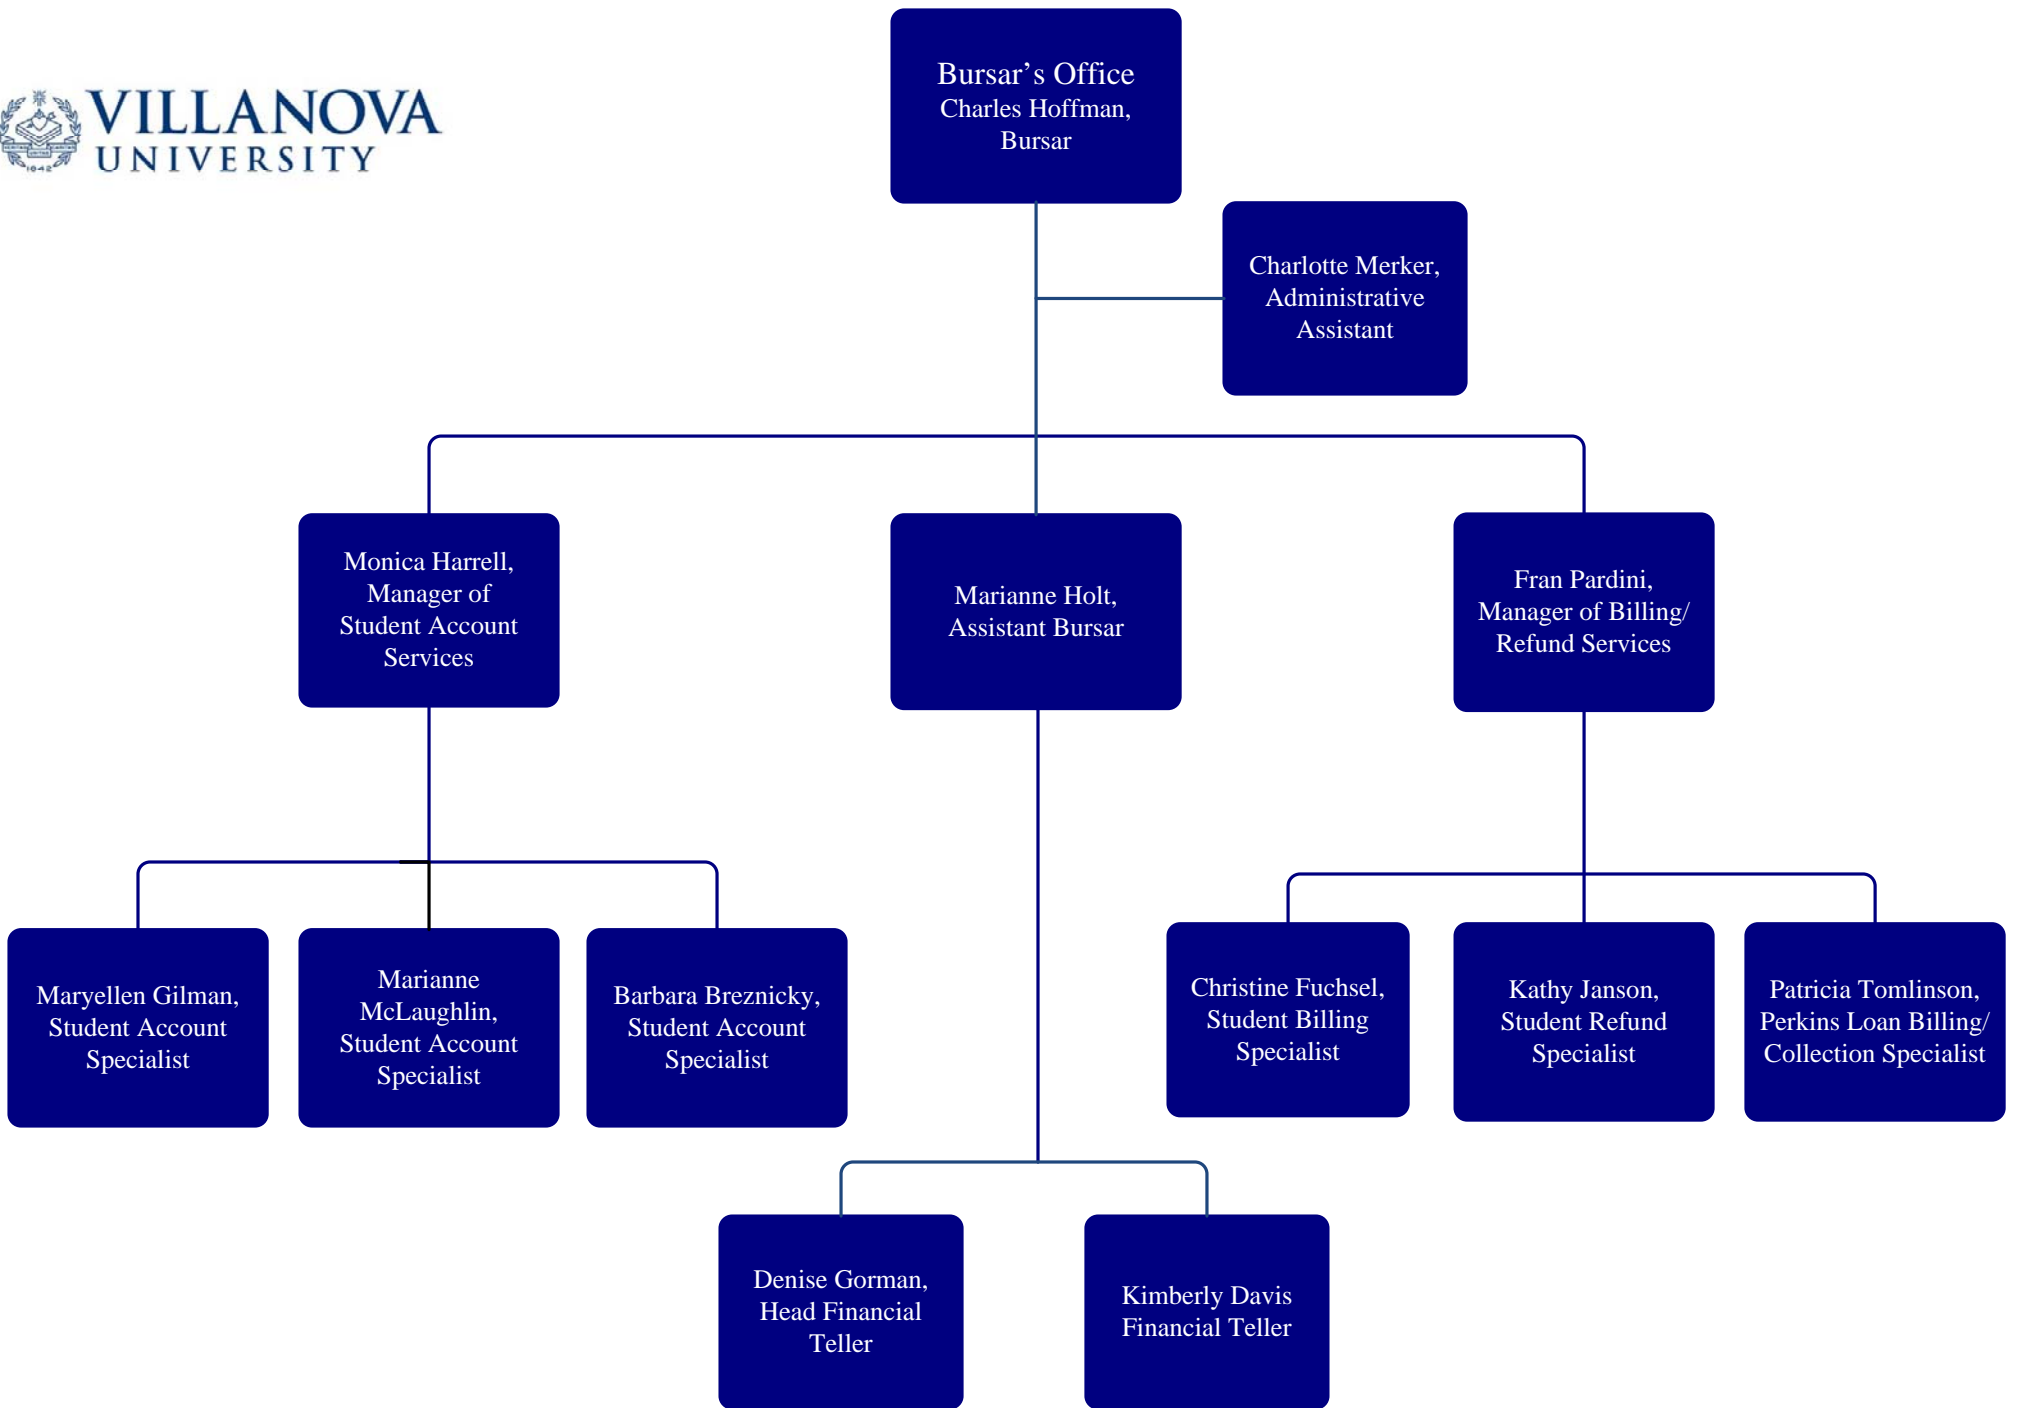 VILLANOVA
UNIVERSITY
1842
Bursar’s Office
Charles Hoffman,
Bursar
Charlotte Merker,
Administrative
Assistant
Monica Harrell,
Manager of
Student Account
Services
Marianne Holt,
Assistant Bursar
Fran Pardini,
Manager of Billing/
Refund Services
Maryellen Gilman,
Student Account
Specialist
Marianne
McLaughlin,
Student Account
Specialist
Barbara Breznicky,
Student Account
Specialist
Christine Fuchsel,
Student Billing
Specialist
Kathy Janson,
Student Refund
Specialist
Patricia Tomlinson,
Perkins Loan Billing/
Collection Specialist
Denise Gorman,
Head Financial
Teller
Kimberly Davis
Financial Teller